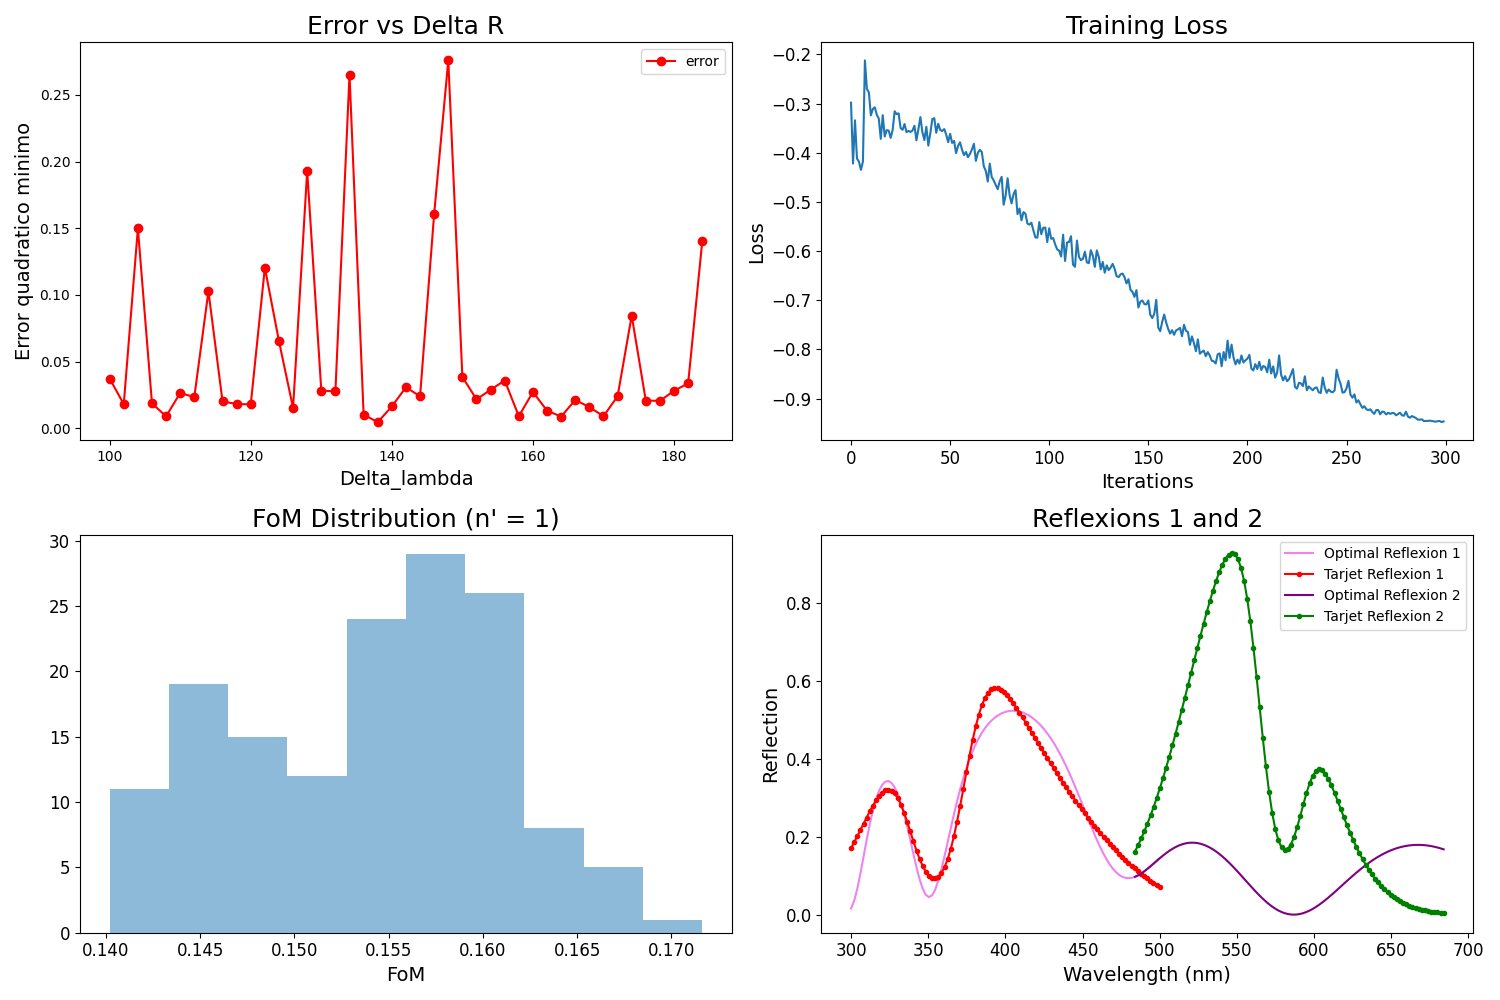 Error vs Delta R
error
Error quadratico minimo
0.25
0.20
0.15
0.10
0.05
0.00
100 120 140 160 180
Delta_lambda
Training Loss
Loss
−0.2
−0.3
−0.4
−0.5
−0.6
−0.7
−0.8
−0.9
0 50 100 150 200 250 300
Iterations
FoM Distribution (n' = 1)
30
25
20
15
10
5
0
0.140 0.145 0.150 0.155 0.160 0.165 0.170
FoM
Reflexions 1 and 2
Optimal Reflexion 1
Tarjet Reflexion 1
Optimal Reflexion 2
Tarjet Reflexion 2
Reflection
0.8
0.6
0.4
0.2
0.0
300 350 400 450 500 550 600 650 700
Wavelength (nm)